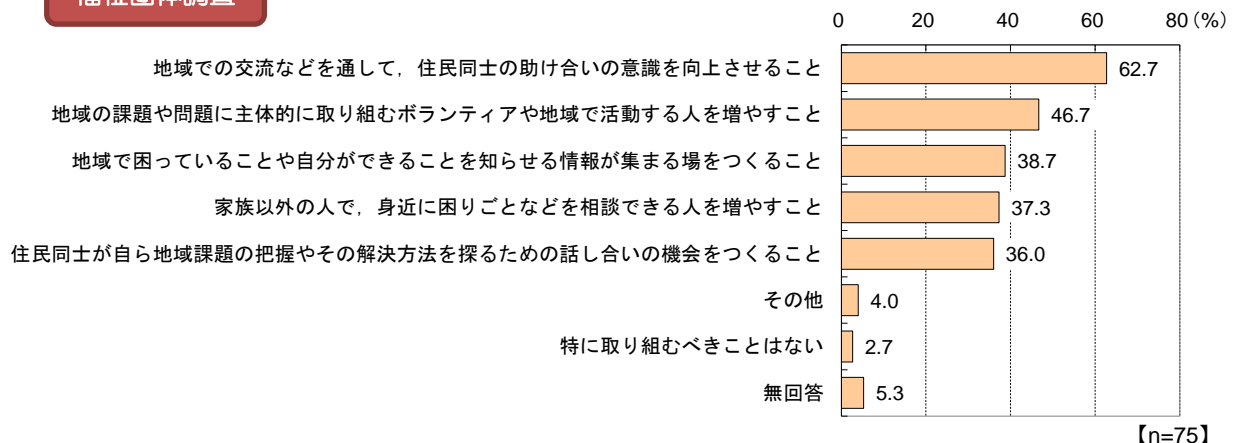 福祉団体調査
0 20 40 60 80 (%)
地域での交流などを通して，住民同士の助け合いの意識を向上させること 62.7
地域の課題や問題に主体的に取り組むボランティアや地域で活動する人を増やすこと 46.7
地域で困っていることや自分ができることを知らせる情報が集まる場をつくること 38.7
家族以外の人で，身近に困りごとなどを相談できる人を増やすこと 37.3
住民同士が自ら地域課題の把握やその解決方法を探るための話し合いの機会をつくること 36.0
その他 4.0
特に取り組むべきことはない 2.7
無回答 5.3
【n=75】